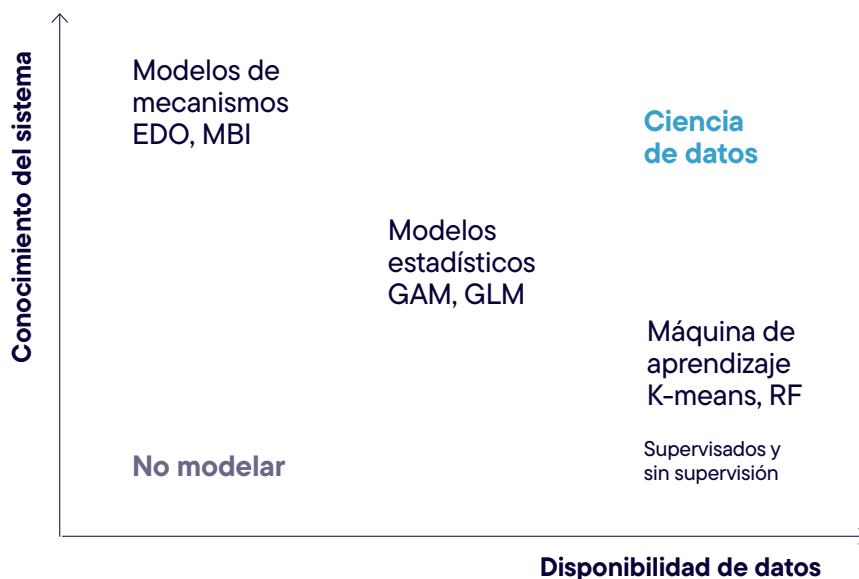 Conocimiento del sistema
Modelos de
mecanismos
EDO, MBI
Ciencia
de datos
Modelos
estadísticos
GAM, GLM
Máquina de
aprendizaje
K-means, RF
Supervisados y
sin supervisión
No modelar
Disponibilidad de datos